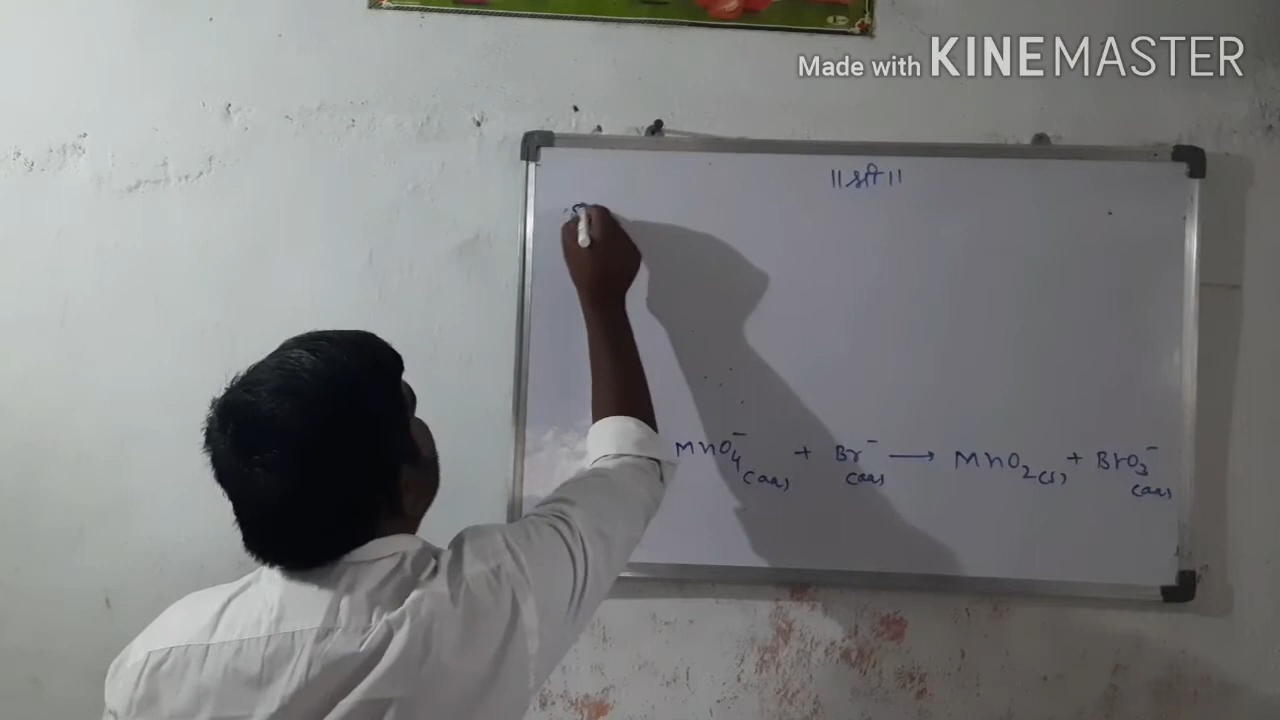 Made with KINEMASTER
॥श्री॥
MnO₄⁻(aq) + Br⁻(aq) ⟶ MnO₂(s) + BrO₃⁻(aq)